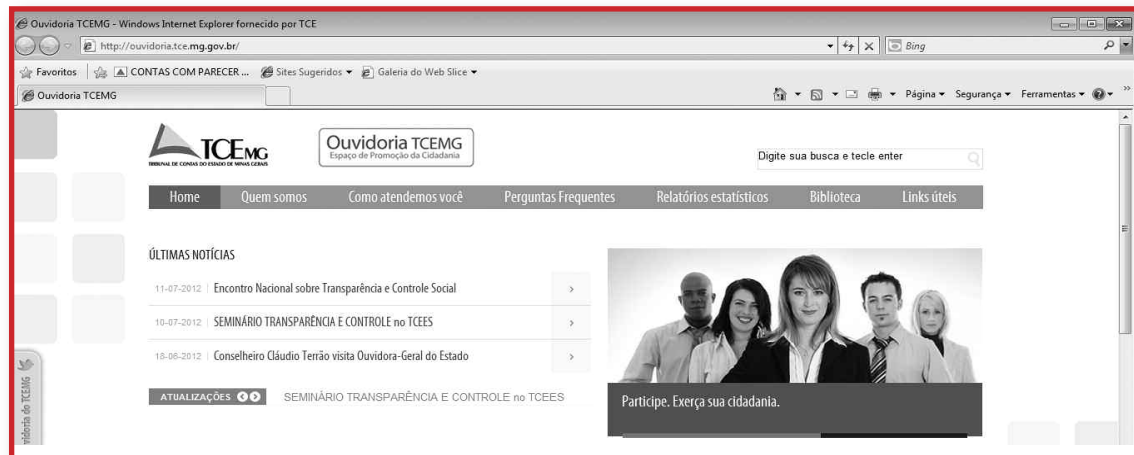 Ouvidoria TCEMG - Windows Internet Explorer fornecido por TCE
http://ouvidoria.tce.mg.gov.br/
Bing
Favoritos
CONTAS COM PARECER ...
Sites Sugeridos
Galeria do Web Slice
Ouvidoria TCEMG
Página
Segurança
Ferramentas
TCEMG
TRIBUNAL DE CONTAS DO ESTADO DE MINAS GERAIS
Ouvidoria TCEMG
Espaço de Promoção da Cidadania
Digite sua busca e tecle enter
Home
Quem somos
Como atendemos você
Perguntas Frequentes
Relatórios estatísticos
Biblioteca
Links úteis
ÚLTIMAS NOTÍCIAS
11-07-2012 | Encontro Nacional sobre Transparência e Controle Social
10-07-2012 | SEMINÁRIO TRANSPARÊNCIA E CONTROLE no TCEES
18-06-2012 | Conselheiro Cláudio Terrão visita Ouvidora-Geral do Estado
ATUALIZAÇÕES
SEMINÁRIO TRANSPARÊNCIA E CONTROLE no TCEES
Participe. Exerça sua cidadania.
vidoria do TCEMG